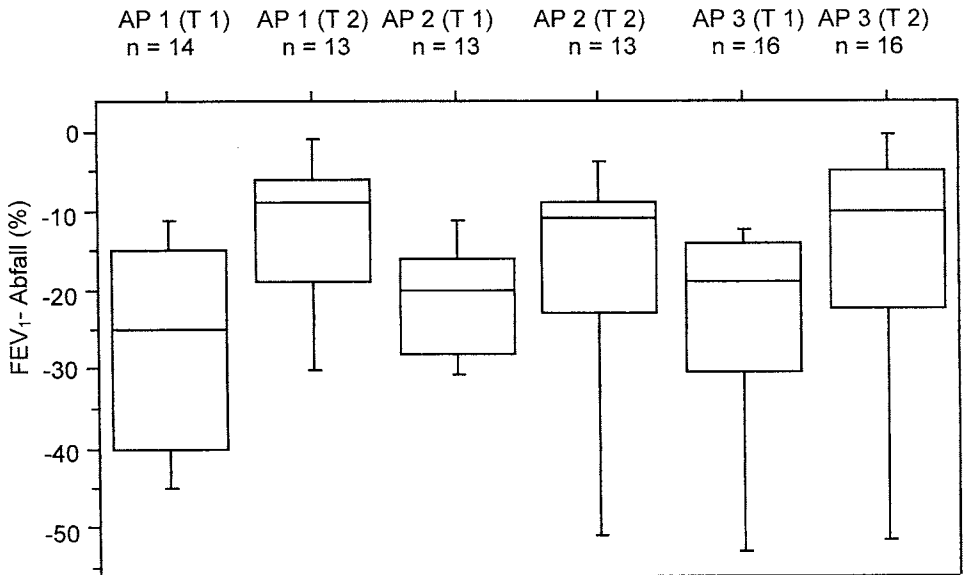 AP 1 (T 1) AP 1 (T 2) AP 2 (T 1) AP 2 (T 2) AP 3 (T 1) AP 3 (T 2)
n = 14 n = 13 n = 13 n = 13 n = 16 n = 16
FEV₁- Abfall (%)
0
-10
-20
-30
-40
-50